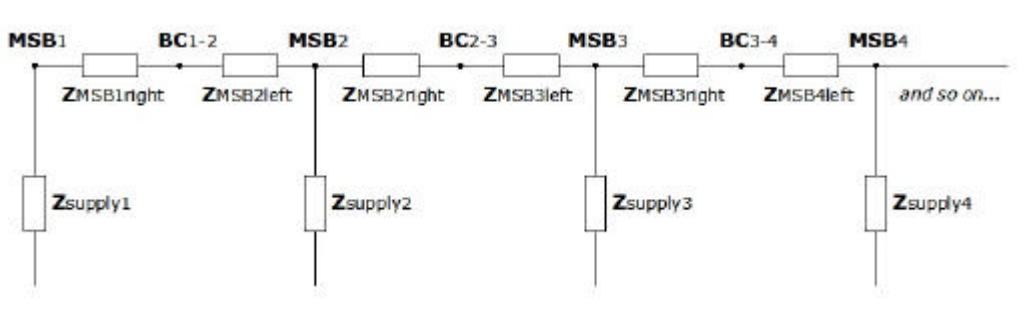 MSB1 BC1-2 MSB2 BC2-3 MSB3 BC3-4 MSB4
ZMSB1right ZMSB2left ZMSB2right ZMSB3left ZMSB3right ZMSB4left and so on...
Zsupply1 Zsupply2 Zsupply3 Zsupply4